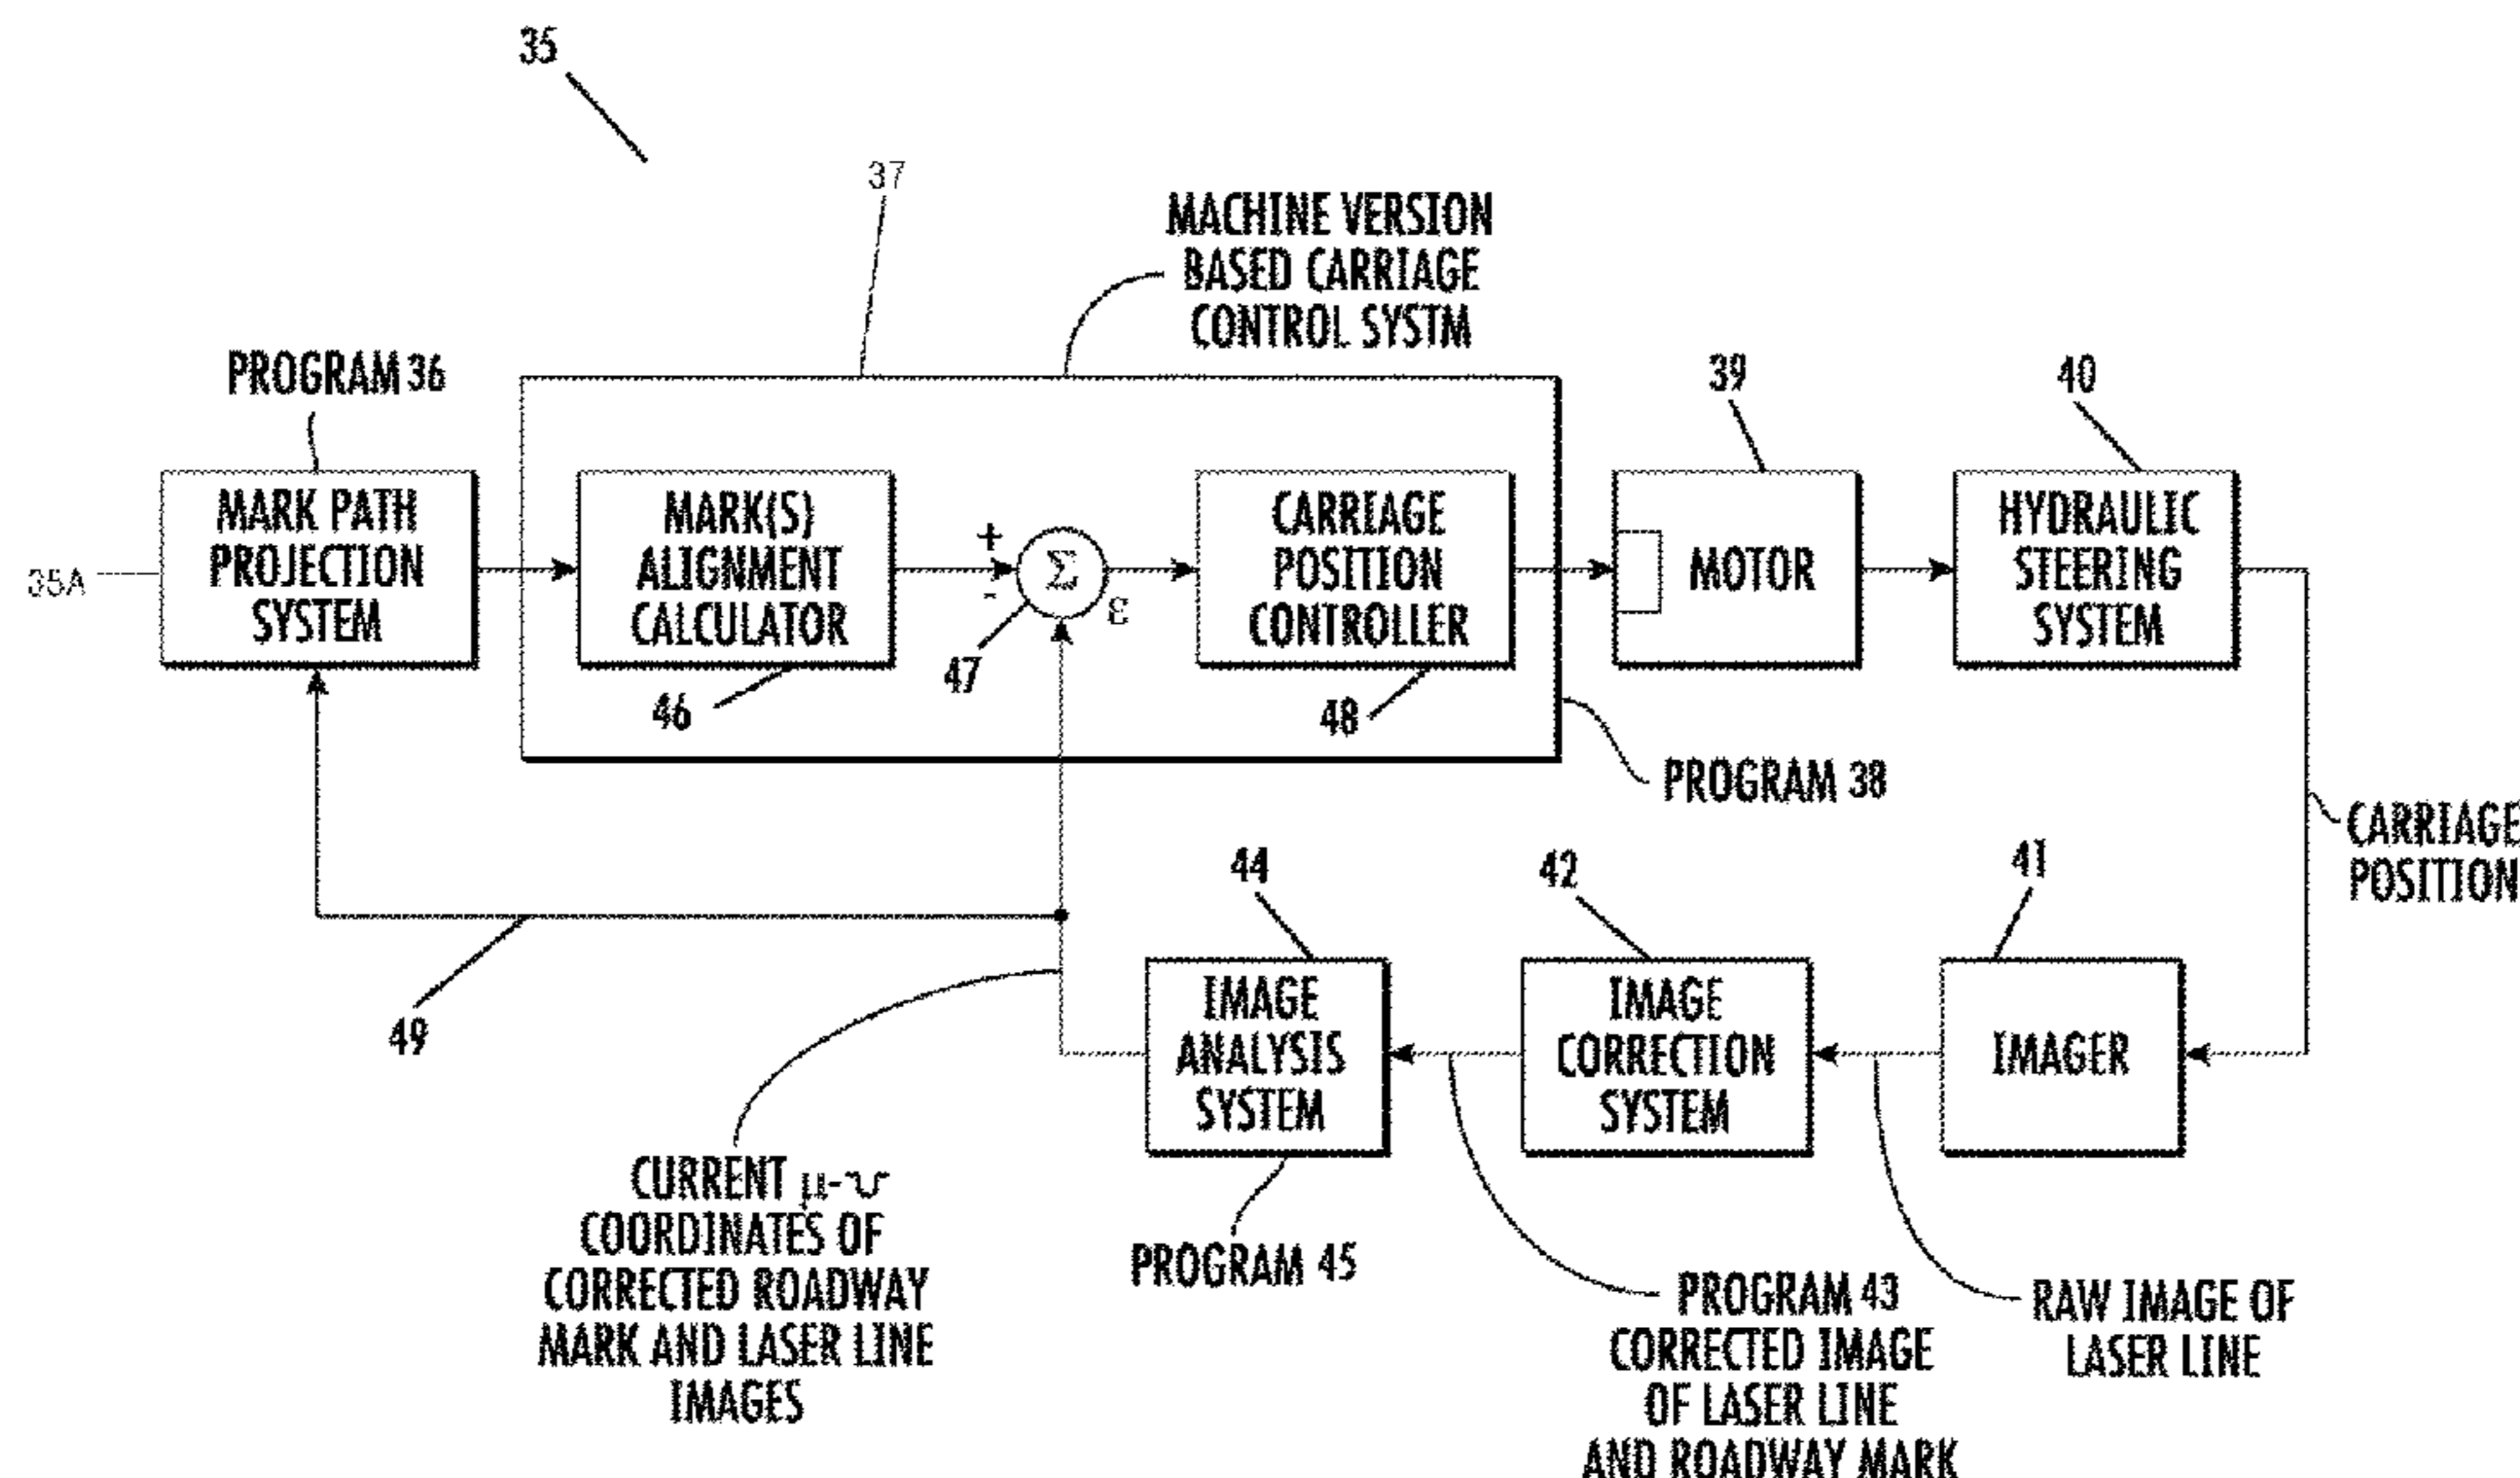 35
37
MACHINE VERSION
BASED CARRIAGE
CONTROL SYSTM
PROGRAM 36
39
40
MARK PATH
PROJECTION
SYSTEM
35A
MARK(S)
ALIGNMENT
CALCULATOR
46
+
-
Σ
ε
47
CARRIAGE
POSITION
CONTROLLER
48
MOTOR
HYDRAULIC
STEERING
SYSTEM
PROGRAM 38
CARRIAGE
POSITION
44
42
41
49
IMAGE
ANALYSIS
SYSTEM
IMAGE
CORRECTION
SYSTEM
IMAGER
CURRENT μ-υ
COORDINATES OF
CORRECTED ROADWAY
MARK AND LASER LINE
IMAGES
PROGRAM 45
PROGRAM 43
CORRECTED IMAGE
OF LASER LINE
AND ROADWAY MARK
RAW IMAGE OF
LASER LINE